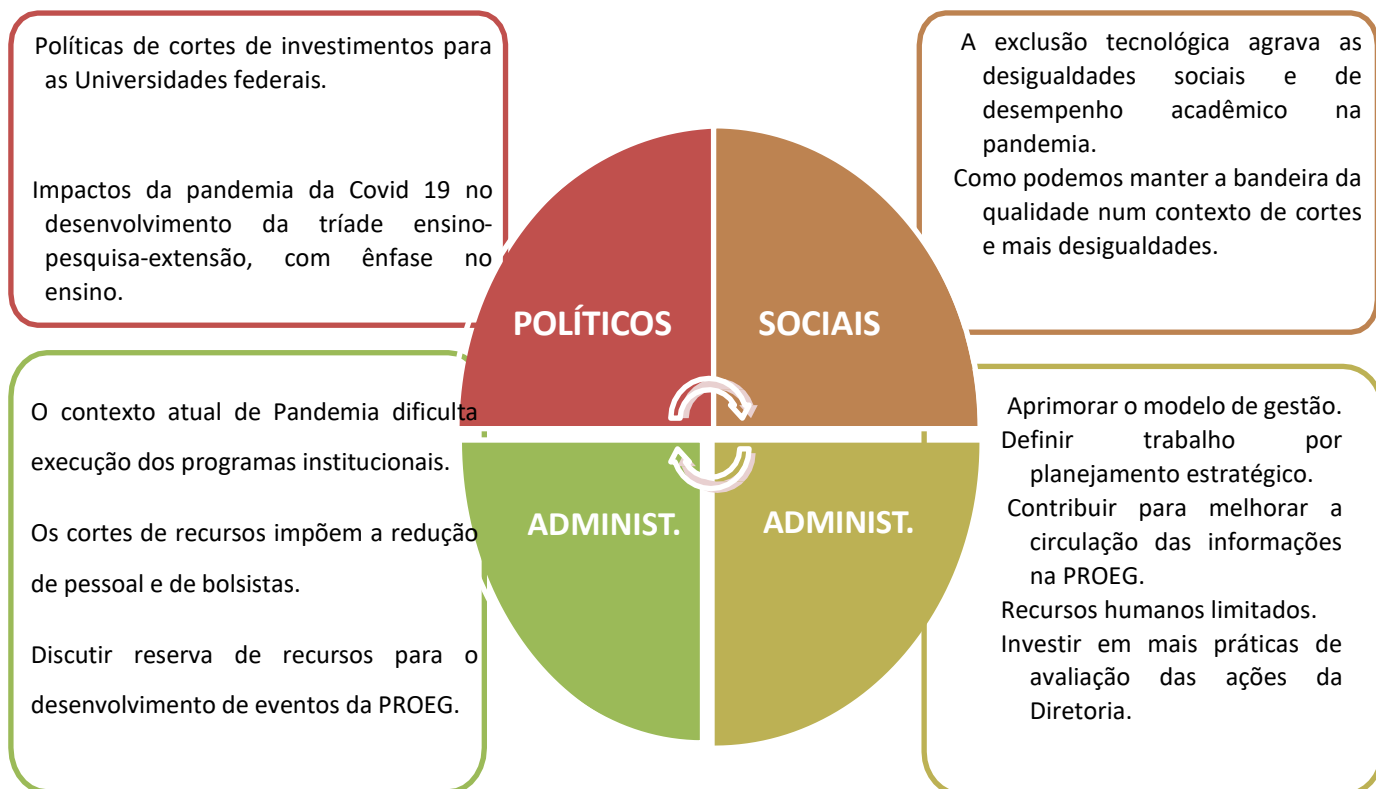 Políticas de cortes de investimentos para
as Universidades federais.
Impactos da pandemia da Covid 19 no
desenvolvimento da tríade ensino-
pesquisa-extensão, com ênfase no
ensino.
A exclusão tecnológica agrava as
desigualdades sociais e de
desempenho acadêmico na
pandemia.
Como podemos manter a bandeira da
qualidade num contexto de cortes
e mais desigualdades.
POLÍTICOS
SOCIAIS
O contexto atual de Pandemia dificulta
execução dos programas institucionais.
Os cortes de recursos impõem a redução
de pessoal e de bolsistas.
Discutir reserva de recursos para o
desenvolvimento de eventos da PROEG.
ADMINIST.
ADMINIST.
Aprimorar o modelo de gestão.
Definir trabalho por
planejamento estratégico.
Contribuir para melhorar a
circulação das informações
na PROEG.
Recursos humanos limitados.
Investir em mais práticas de
avaliação das ações da
Diretoria.